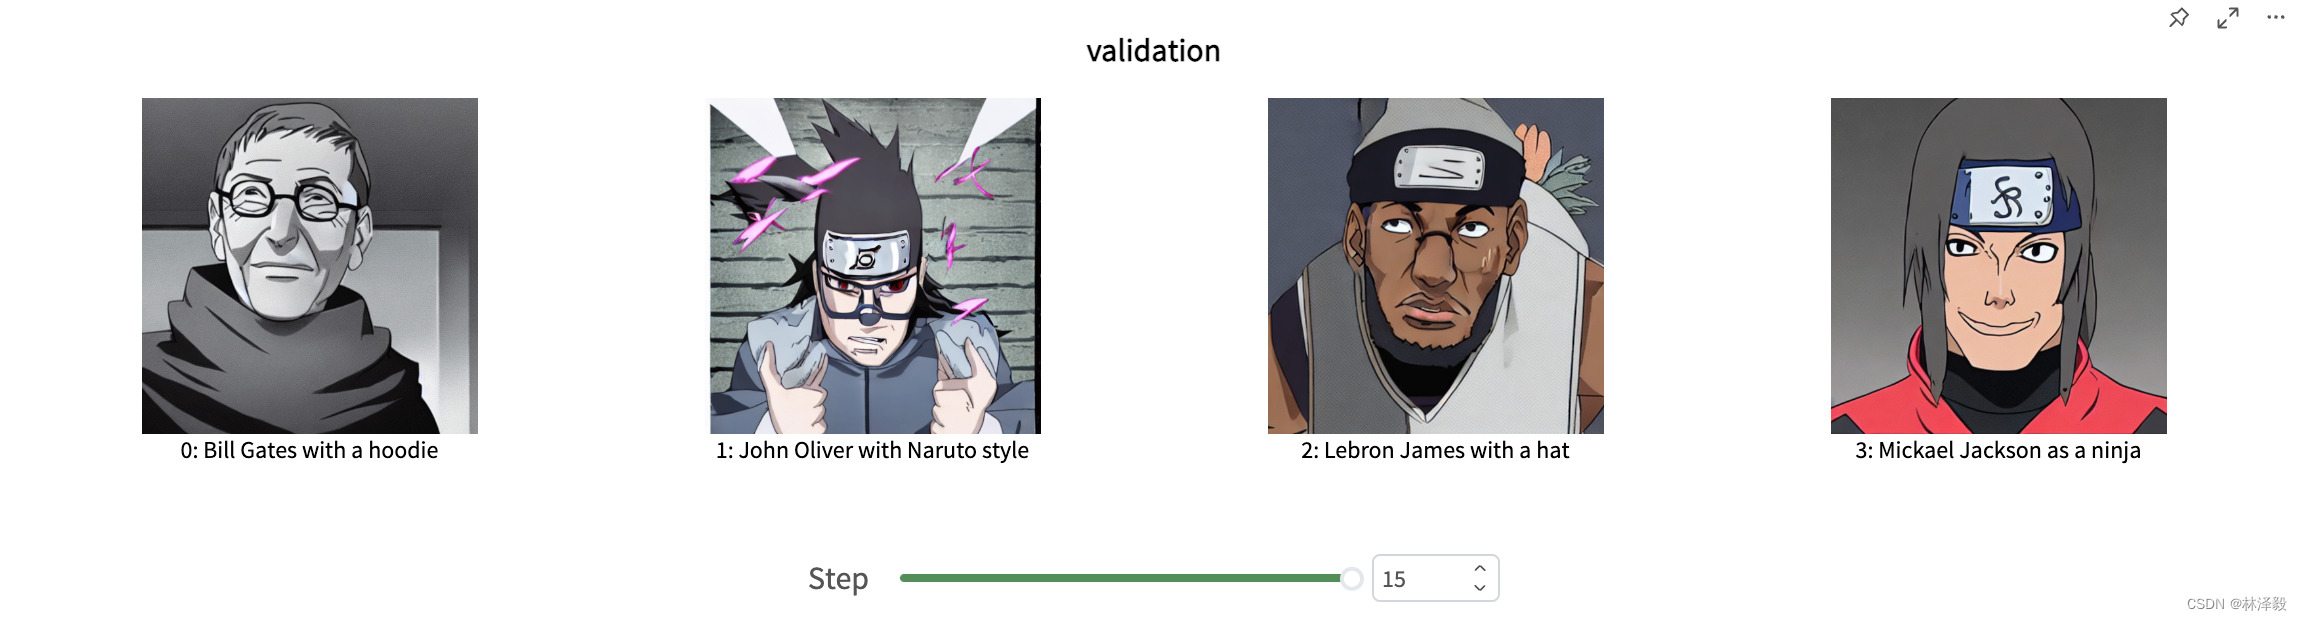 validation
0: Bill Gates with a hoodie
1: John Oliver with Naruto style
2: Lebron James with a hat
3: Mickael Jackson as a ninja
Step
15
CSDN @林泽毅